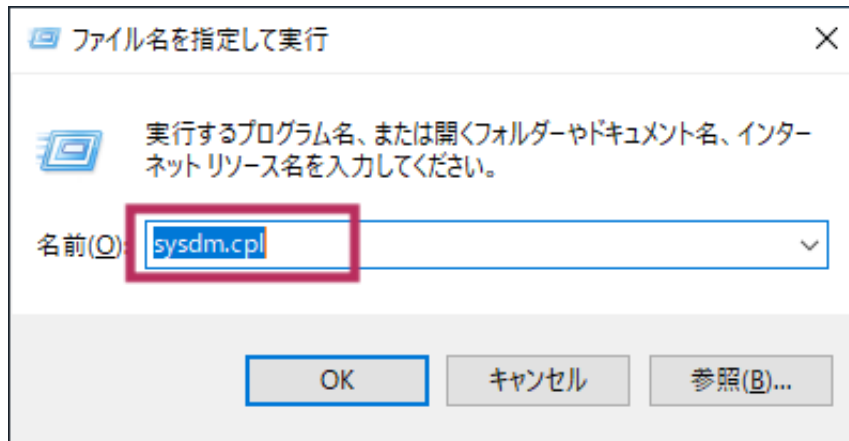 ファイル名を指定して実行
実行するプログラム名、または開くフォルダーやドキュメント名、インター
ネット リソース名を入力してください。
名前(O): sysdm.cpl
OK キャンセル 参照(B)...